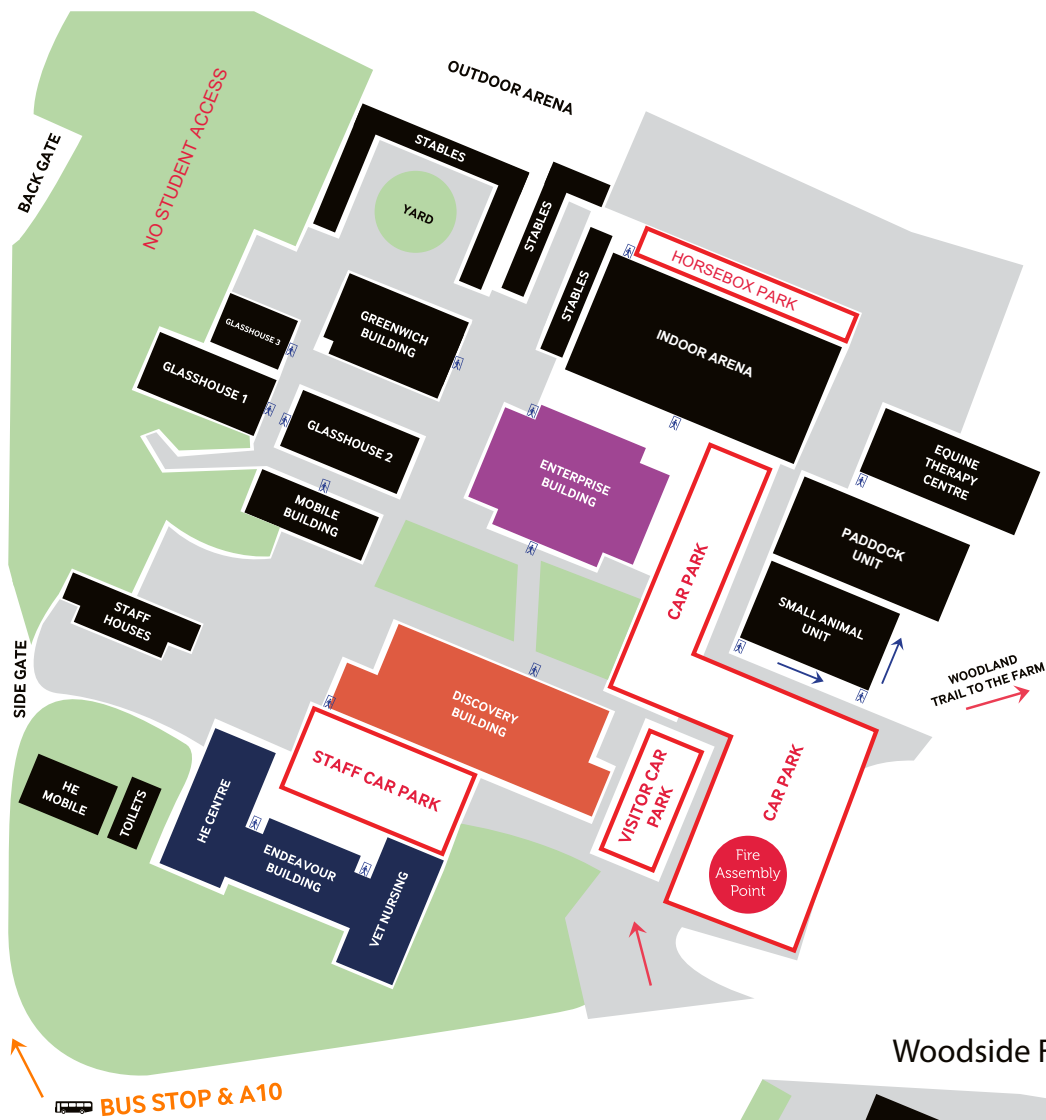 OUTDOOR ARENA
NO STUDENT ACCESS
BACK GATE
STABLES
YARD
STABLES
STABLES
HORSEBOX PARK
GREENWICH
BUILDING
INDOOR ARENA
GLASSHOUSE 3
GLASSHOUSE 1
GLASSHOUSE 2
MOBILE
BUILDING
ENTERPRISE
BUILDING
EQUINE
THERAPY
CENTRE
PADDOCK
UNIT
CAR PARK
SMALL ANIMAL
UNIT
STAFF
HOUSES
SIDE GATE
WOODLAND
TRAIL TO THE FARM
DISCOVERY
BUILDING
STAFF CAR PARK
VISITOR CAR
PARK
CAR PARK
HE
MOBILE
TOILETS
HE CENTRE
ENDEAVOUR
BUILDING
VET NURSING
Fire
Assembly
Point
BUS STOP & A10
Woodside